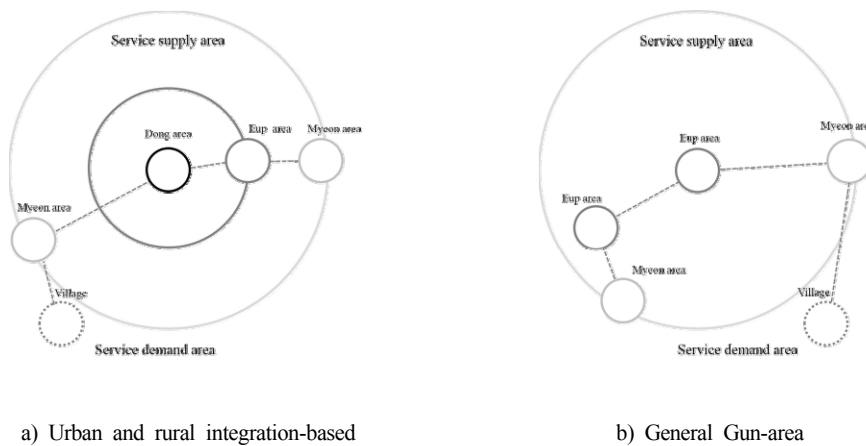 Service supply area
Dong area
Eup area
Myeon area
Myeon area
Village
Service demand area
a) Urban and rural integration-based
Service supply area
Eup area
Myeon are
Eup area
Myeon area
Village
Service demand area
b) General Gun-area